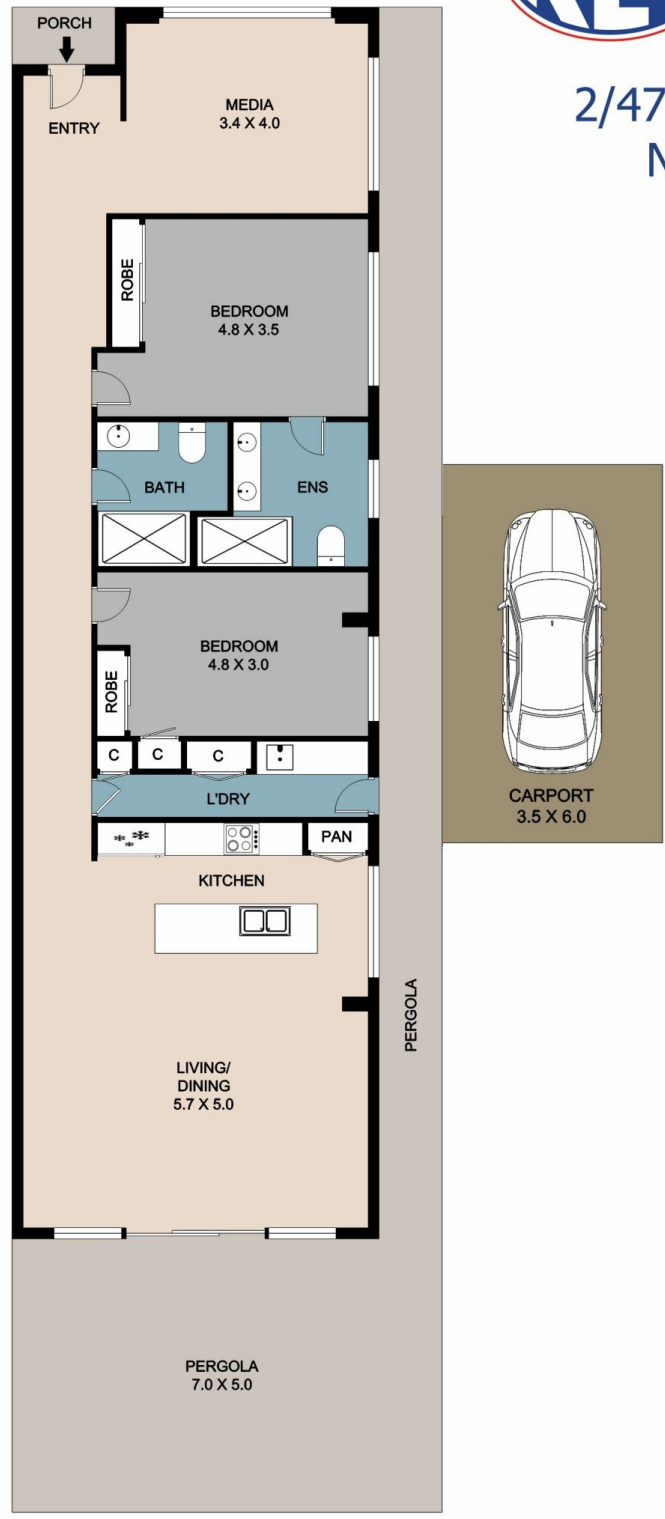 2/47
PORCH
ENTRY
MEDIA
3.4 X 4.0
ROBE
BEDROOM
4.8 X 3.5
BATH
ENS
BEDROOM
4.8 X 3.0
ROBE
C
C
C
L'DRY
CARPORT
3.5 X 6.0
PAN
KITCHEN
PERGOLA
LIVING/
DINING
5.7 X 5.0
PERGOLA
7.0 X 5.0